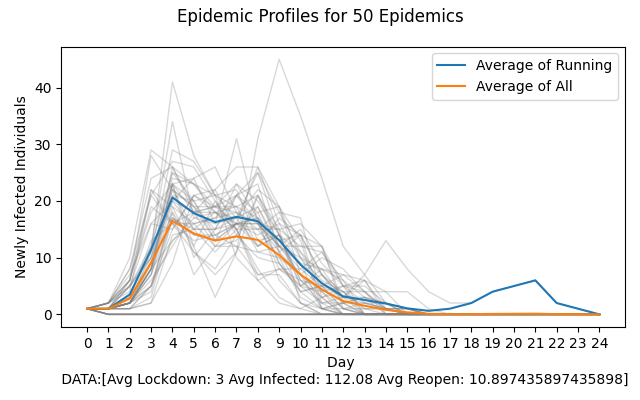 Epidemic Profiles for 50 Epidemics
Average of Running
Average of All
Newly Infected Individuals
40
30
20
10
0
0 1 2 3 4 5 6 7 8 9 10 11 12 13 14 15 16 17 18 19 20 21 22 23 24
Day
DATA:[Avg Lockdown: 3 Avg Infected: 112.08 Avg Reopen: 10.897435897435898]